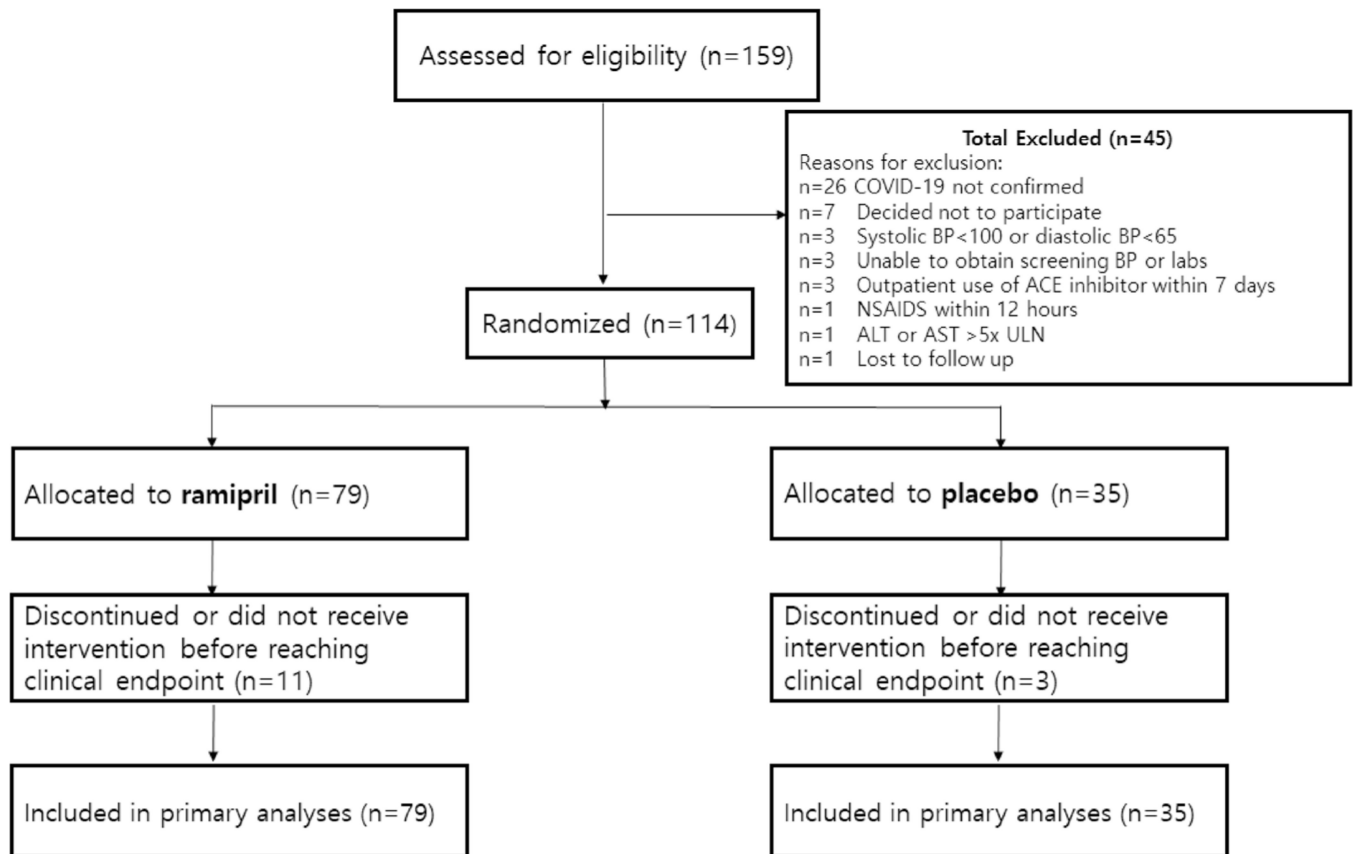 Assessed for eligibility (n=159)
Total Excluded (n=45)
Reasons for exclusion:
n=26 COVID-19 not confirmed
n=7 Decided not to participate
n=3 Systolic BP<100 or diastolic BP<65
n=3 Unable to obtain screening BP or labs
n=3 Outpatient use of ACE inhibitor within 7 days
n=1 NSAIDS within 12 hours
n=1 ALT or AST >5x ULN
n=1 Lost to follow up
Randomized (n=114)
Allocated to ramipril (n=79)
Allocated to placebo (n=35)
Discontinued or did not receive
intervention before reaching
clinical endpoint (n=11)
Discontinued or did not receive
intervention before reaching
clinical endpoint (n=3)
Included in primary analyses (n=79)
Included in primary analyses (n=35)